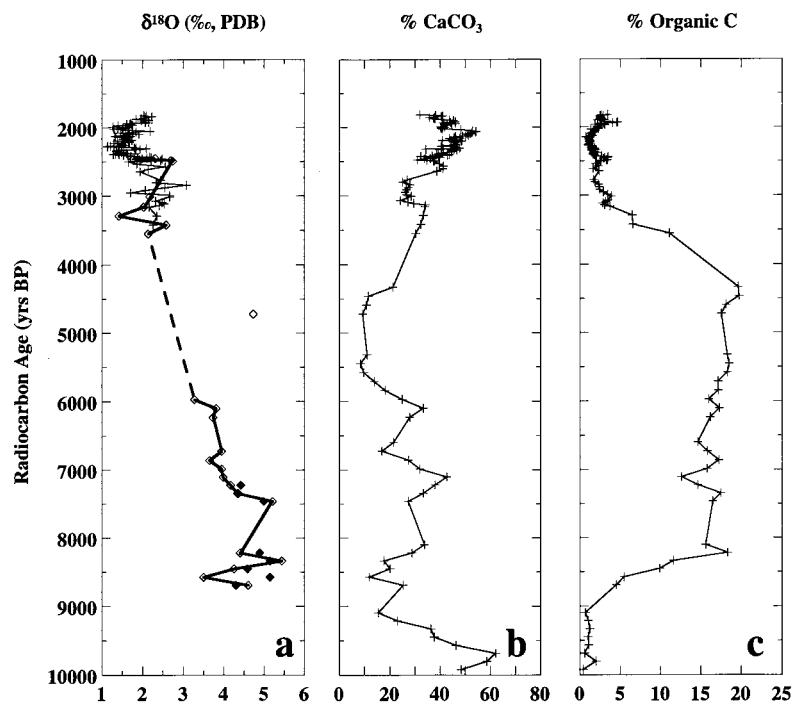 δ¹⁸O (‰, PDB)
% CaCO₃
% Organic C
Radiocarbon Age (yrs BP)
1000
2000
3000
4000
5000
6000
7000
8000
9000
10000
a
b
c
1 2 3 4 5 6
0 20 40 60 80
0 5 10 15 20 25